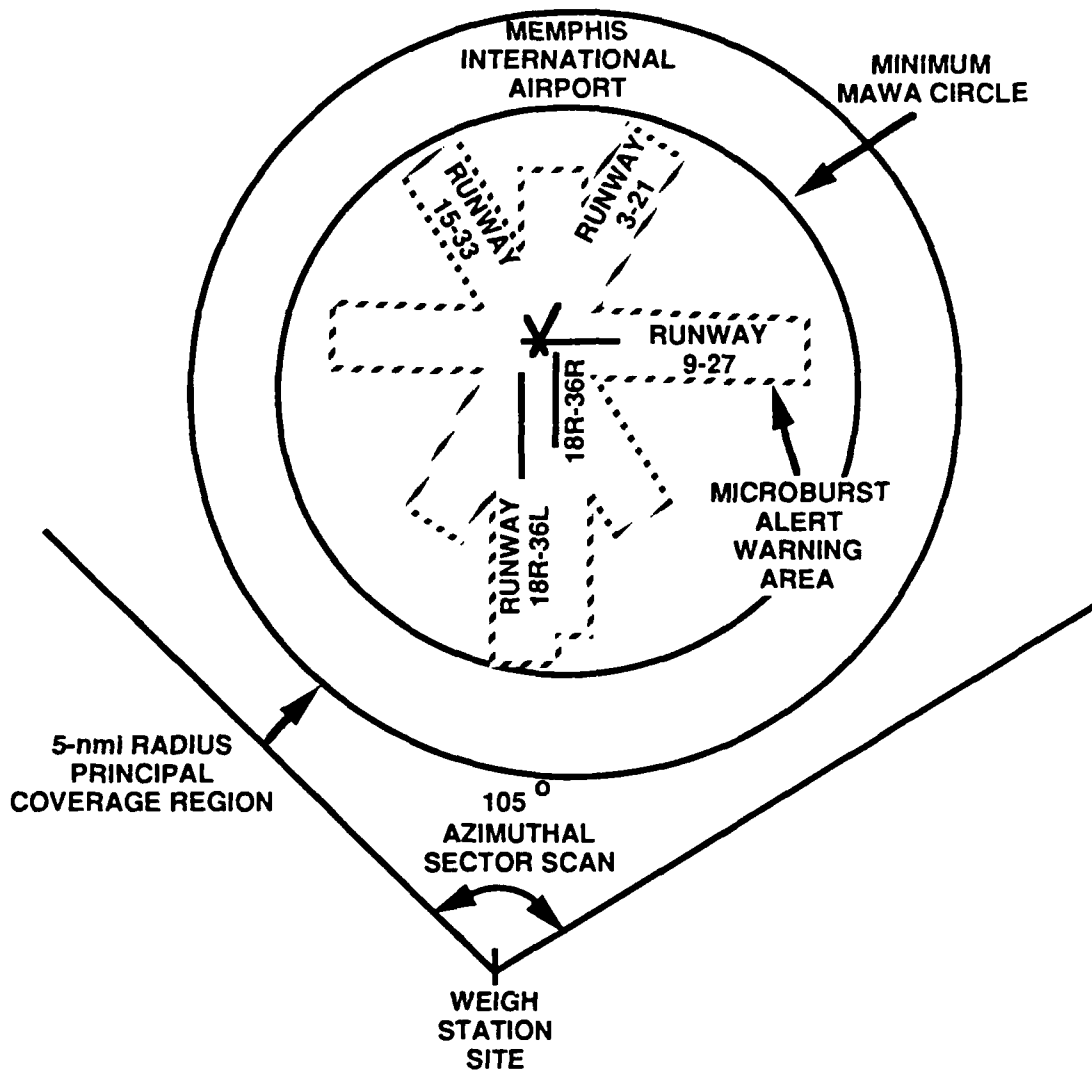 MEMPHIS
INTERNATIONAL
AIRPORT
MINIMUM
MAWA CIRCLE
RUNWAY
15-33
RUNWAY
3-21
RUNWAY
9-27
18R-36R
RUNWAY
18R-36L
MICROBURST
ALERT
WARNING
AREA
5-nmi RADIUS
PRINCIPAL
COVERAGE REGION
105 O
AZIMUTHAL
SECTOR SCAN
WEIGH
STATION
SITE